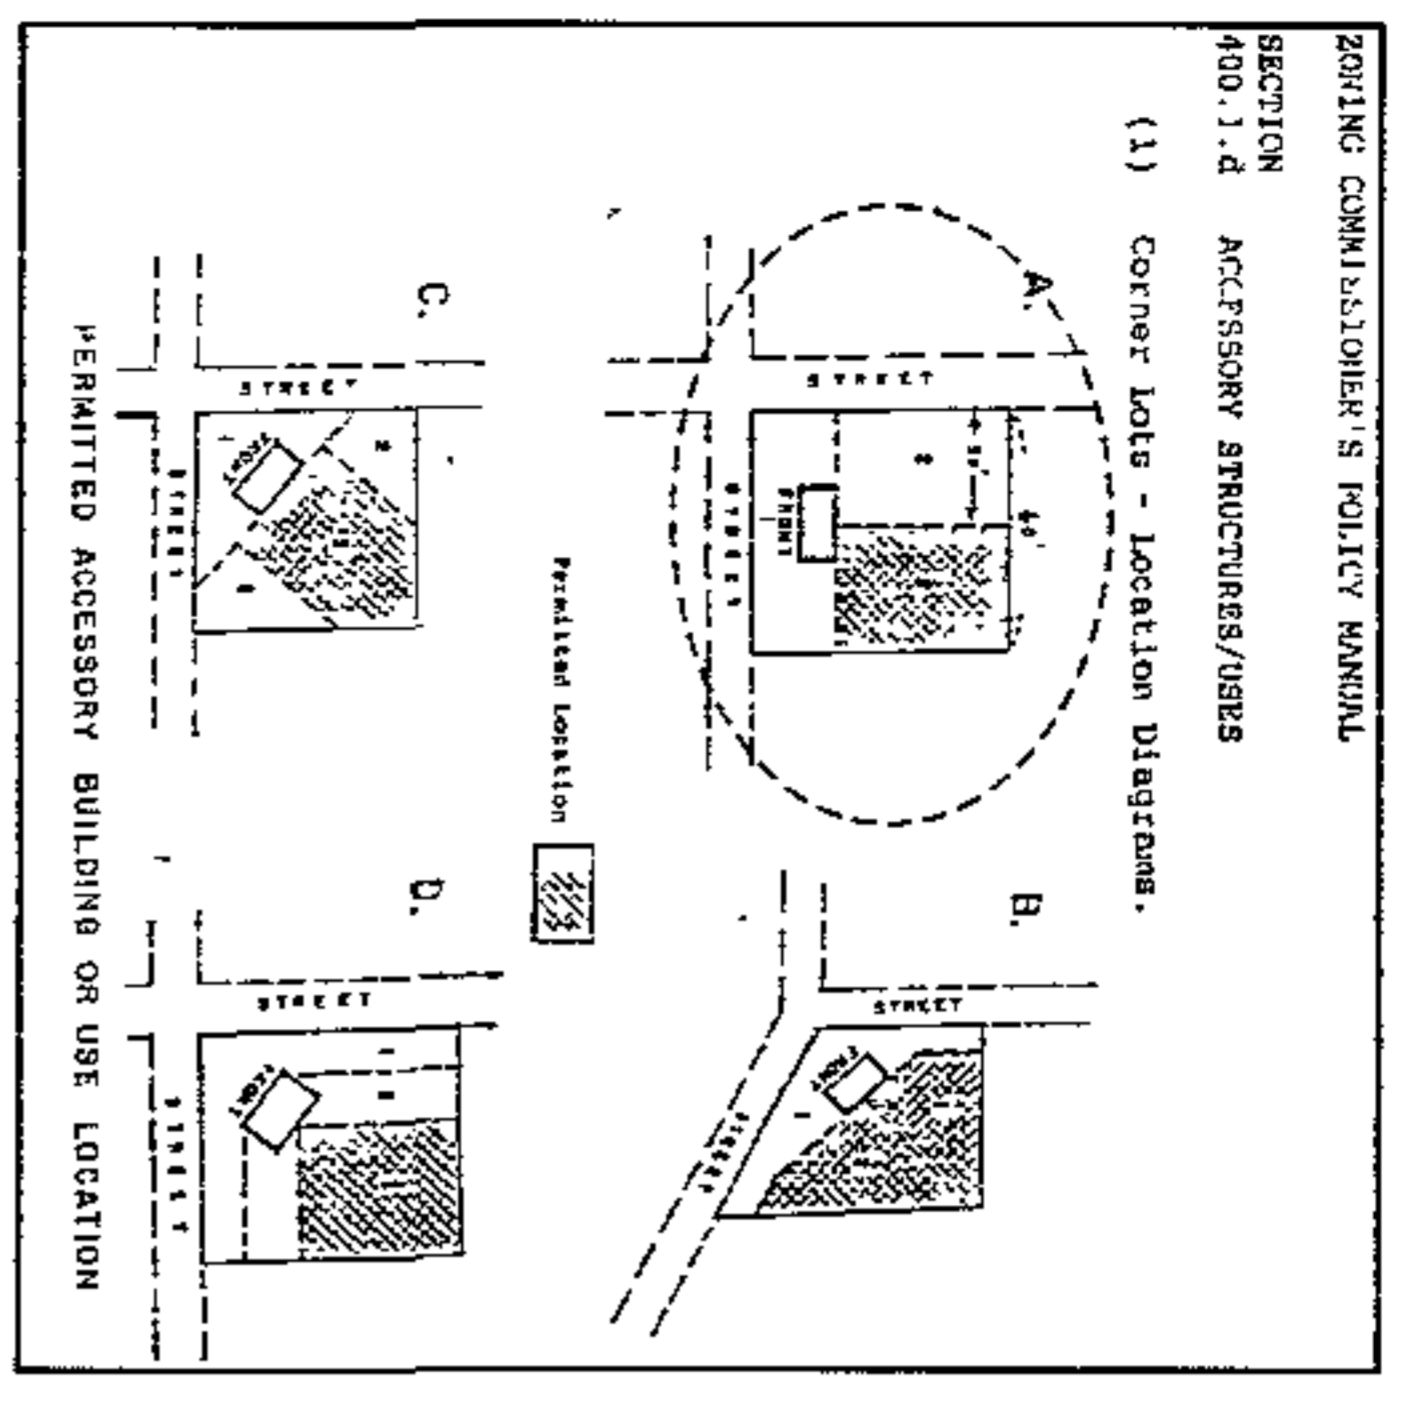 ZONING COMMISSIONER'S POLICY MANUAL
SECTION
400.1.d ACCESSORY STRUCTURES/USES
(1) Corner Lots - Location Diagrams.
A.
STREET
FRONT
STREET
B.
STREET
FRONT
STREET
Permitted Location
C.
STREET
FRONT
STREET
D.
STREET
FRONT
STREET
PERMITTED ACCESSORY BUILDING OR USE LOCATION